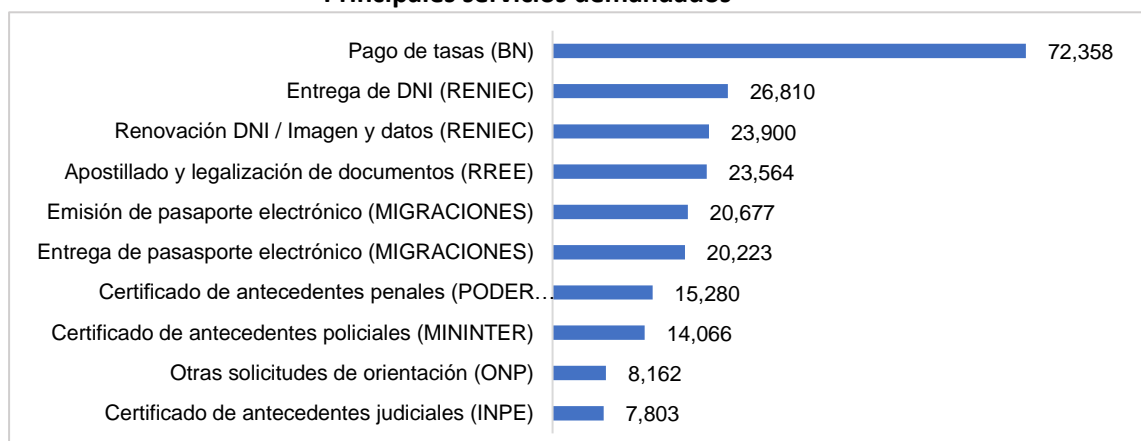 Principales servicios demandados
Pago de tasas (BN) 72,358
Entrega de DNI (RENIEC) 26,810
Renovación DNI / Imagen y datos (RENIEC) 23,900
Apostillado y legalización de documentos (RREE) 23,564
Emisión de pasaporte electrónico (MIGRACIONES) 20,677
Entrega de pasasporte electrónico (MIGRACIONES) 20,223
Certificado de antecedentes penales (PODER… 15,280
Certificado de antecedentes policiales (MININTER) 14,066
Otras solicitudes de orientación (ONP) 8,162
Certificado de antecedentes judiciales (INPE) 7,803